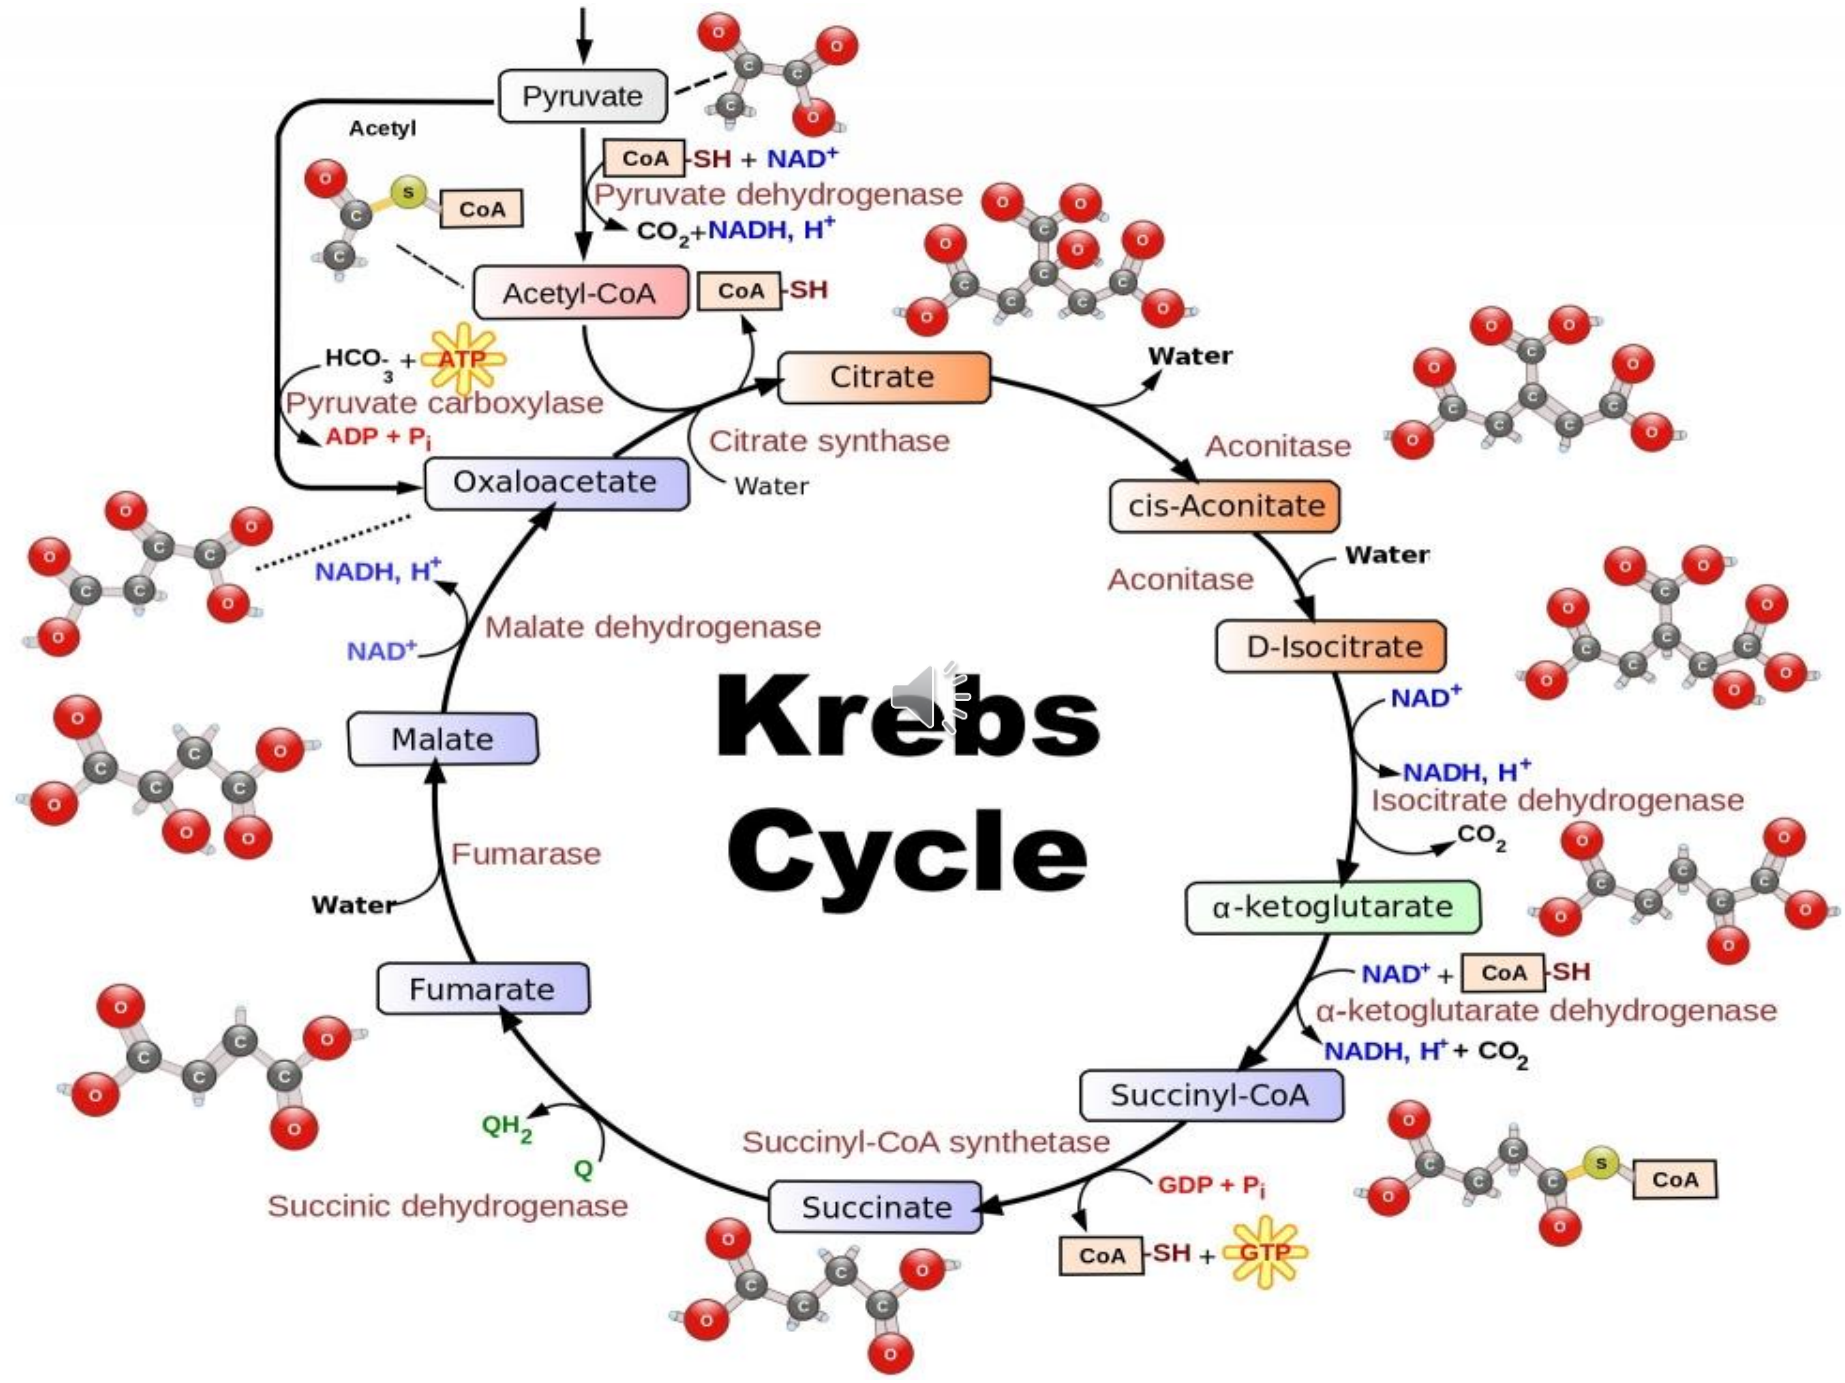 Pyruvate
Acetyl
CoA -SH + NAD⁺
Pyruvate dehydrogenase
CO₂+NADH, H⁺
S CoA
Acetyl-CoA
CoA -SH
HCO₃- + ATP
Pyruvate carboxylase
ADP + Pᵢ
Citrate
Water
Citrate synthase
Water
Oxaloacetate
Aconitase
cis-Aconitate
Water
Aconitase
D-Isocitrate
NAD⁺
NADH, H⁺
Isocitrate dehydrogenase
CO₂
α-ketoglutarate
NAD⁺ + CoA -SH
α-ketoglutarate dehydrogenase
NADH, H⁺ + CO₂
Succinyl-CoA
S CoA
Succinyl-CoA synthetase
GDP + Pᵢ
CoA -SH + GTP
Succinate
QH₂
Q
Succinic dehydrogenase
Fumarate
Fumarase
Water
Malate
NADH, H⁺
NAD⁺
Malate dehydrogenase
Krebs
Cycle